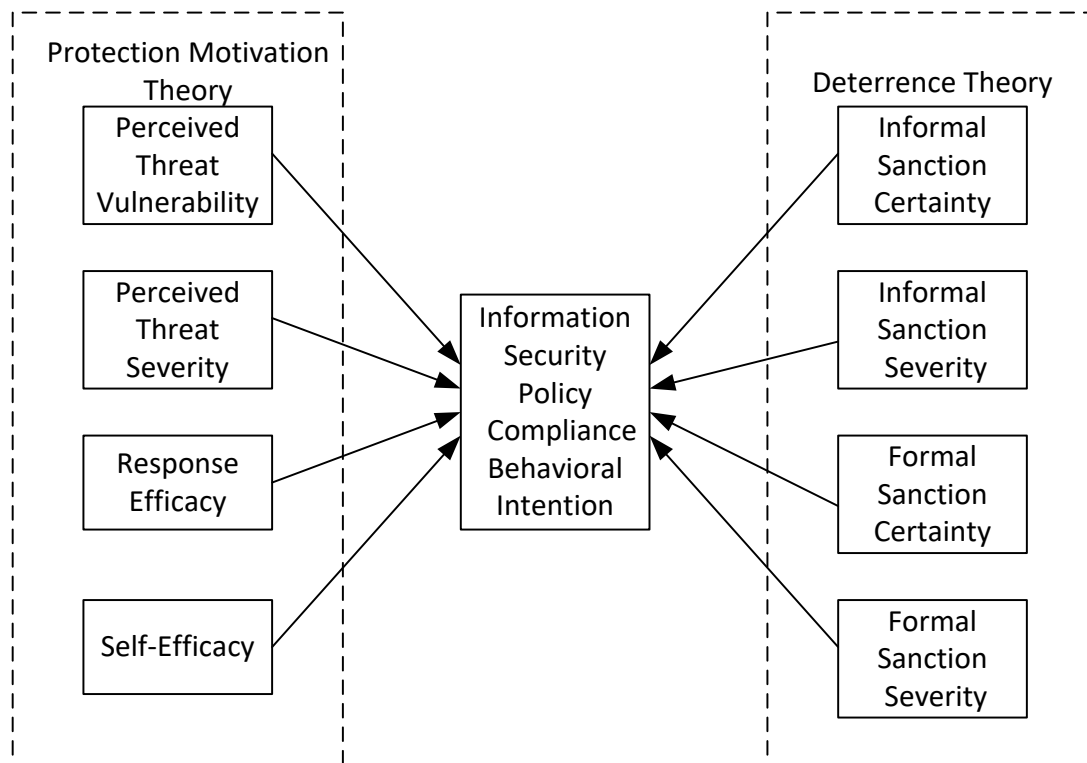 Protection Motivation
Theory
Perceived
Threat
Vulnerability
Perceived
Threat
Severity
Response
Efficacy
Self-Efficacy
Information
Security
Policy
Compliance
Behavioral
Intention
Deterrence Theory
Informal
Sanction
Certainty
Informal
Sanction
Severity
Formal
Sanction
Certainty
Formal
Sanction
Severity